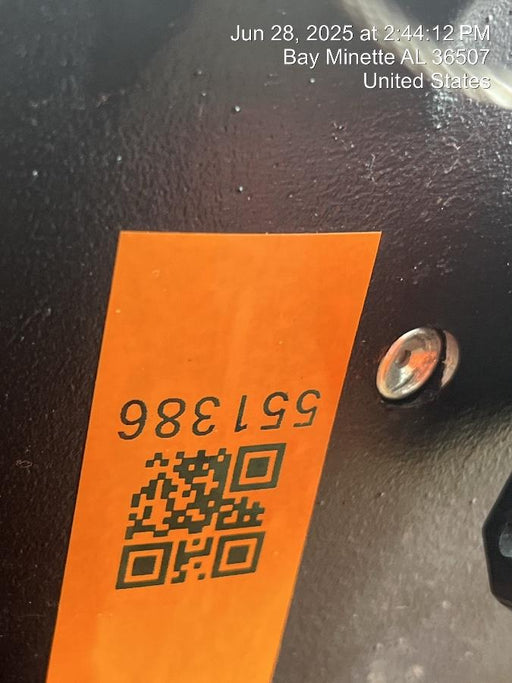 Jun 28, 2025 at 2:44:12 PM
Bay Minette AL 36507
United States
551386